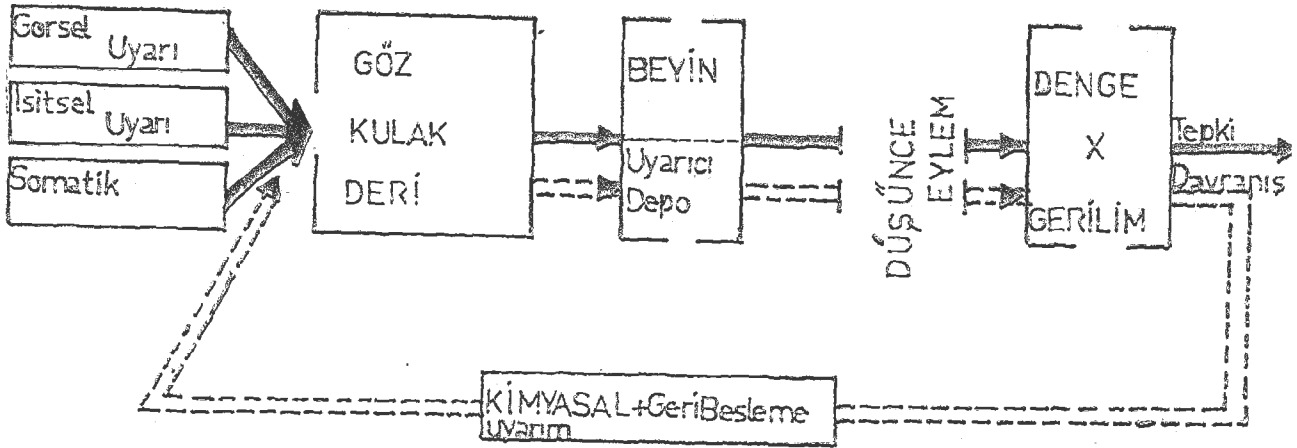 Gorsel
Uyarı
Isitsel
Uyarı
Somatik
GÖZ
KULAK
DERİ
BEYİN
Uyarıcı
Depo
DÜŞÜNCE
EYLEM
DENGE
X
GERİLİM
Tepki
Davranış
KİMYASAL+GeriBesleme
uyarım